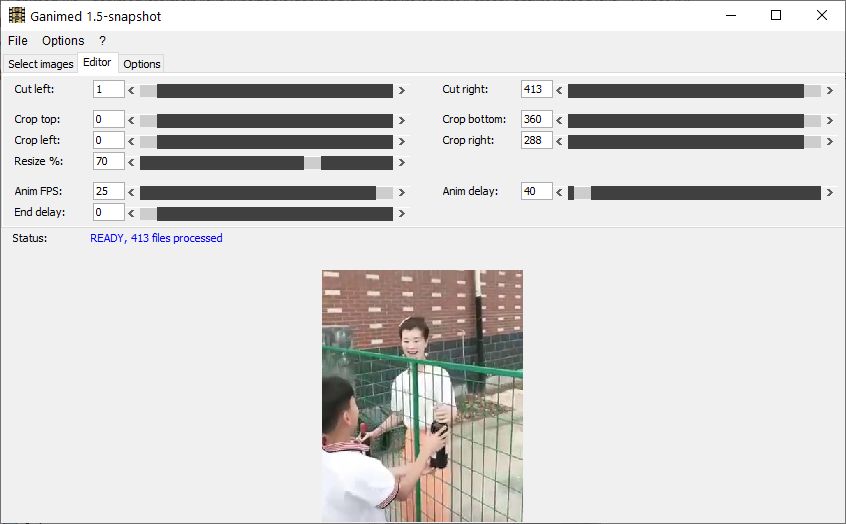 Ganimed 1.5-snapshot
File Options ?
Select images Editor Options
Cut left: 1 Cut right: 413
Crop top: 0 Crop bottom: 360
Crop left: 0 Crop right: 288
Resize %: 70
Anim FPS: 25 Anim delay: 40
End delay: 0
Status: READY, 413 files processed